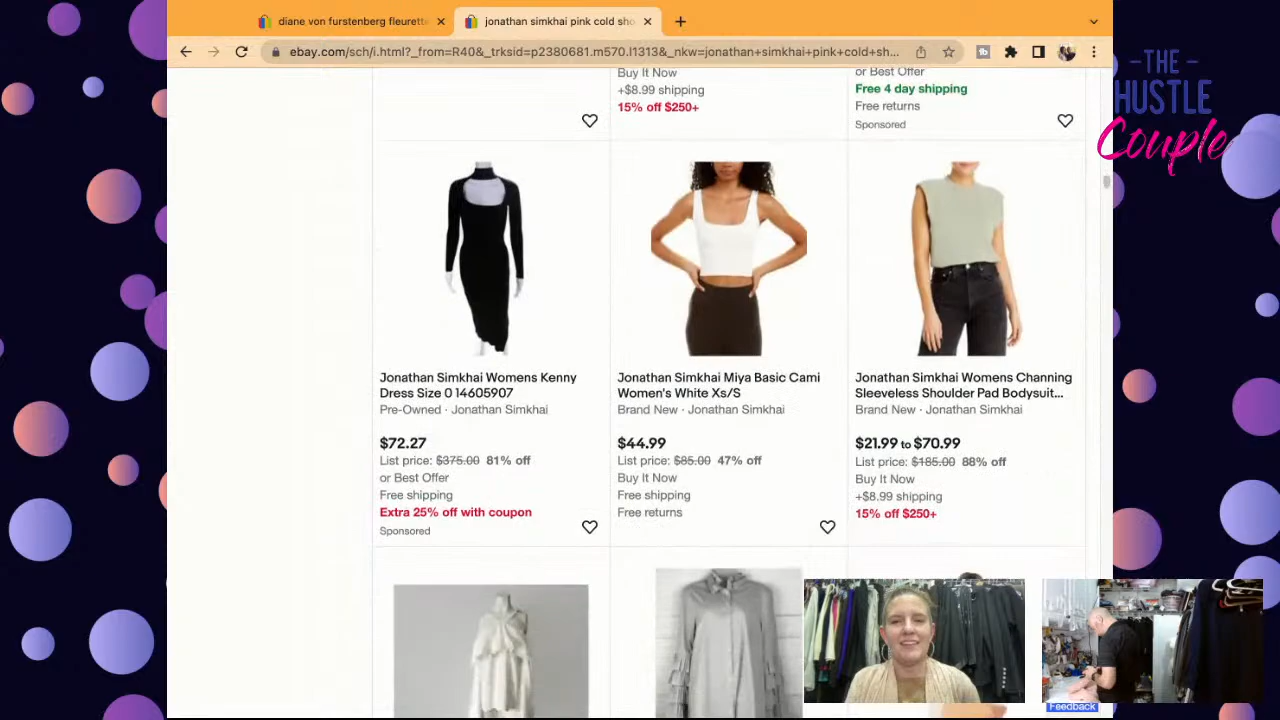 diane von furstenberg fleurette
jonathan simkhai pink cold sho
ebay.com/sch/i.html?_from=R40&_trksid=p2380681.m570.l1313&_nkw=jonathan+simkhai+pink+cold+sh...
-THE-
HUSTLE
Couple
Buy It Now
+$8.99 shipping
15% off $250+
or Best Offer
Free 4 day shipping
Free returns
Sponsored
Jonathan Simkhai Womens Kenny
Dress Size 0 14605907
Pre-Owned · Jonathan Simkhai
$72.27
List price: $375.00 81% off
or Best Offer
Free shipping
Extra 25% off with coupon
Sponsored
Jonathan Simkhai Miya Basic Cami
Women's White Xs/S
Brand New · Jonathan Simkhai
$44.99
List price: $85.00 47% off
Buy It Now
Free shipping
Free returns
Jonathan Simkhai Womens Channing
Sleeveless Shoulder Pad Bodysuit...
Brand New · Jonathan Simkhai
$21.99 to $70.99
List price: $185.00 88% off
Buy It Now
+$8.99 shipping
15% off $250+
Feedback